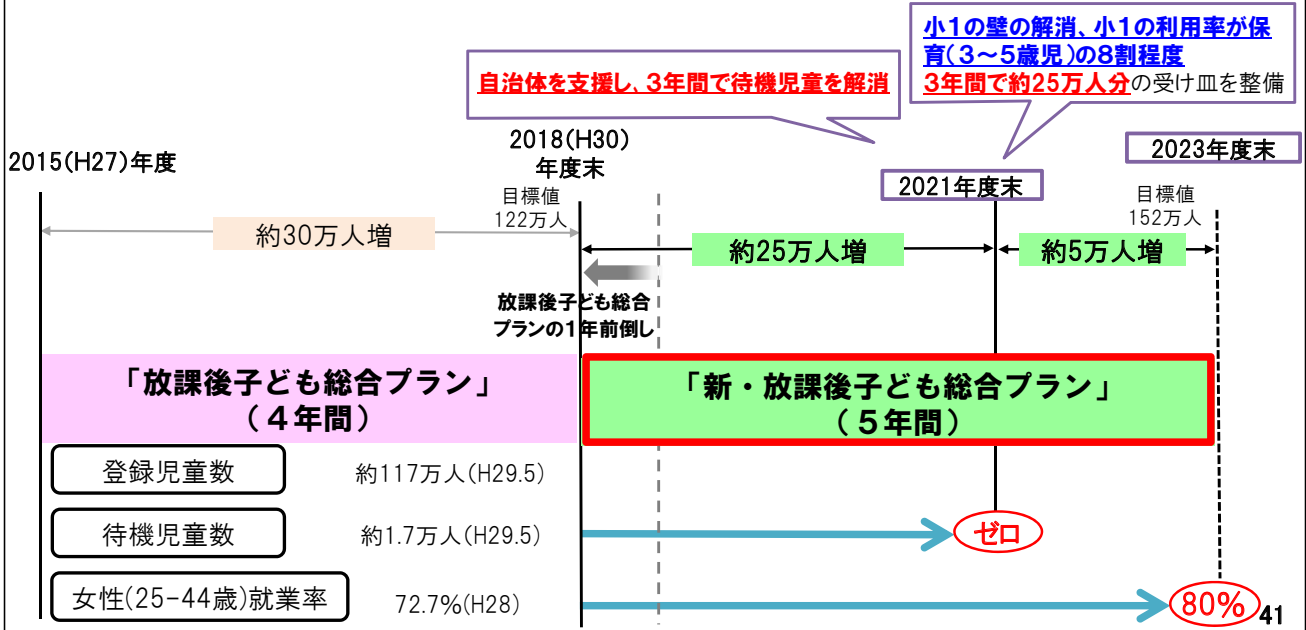 小1の壁の解消、小1の利用率が保
育(3~5歳児)の8割程度
3年間で約25万人分の受け皿を整備
自治体を支援し、3年間で待機児童を解消
2015(H27)年度
2018(H30)
年度末
2021年度末
2023年度末
目標値
122万人
目標値
152万人
約30万人増
約25万人増
約5万人増
放課後子ども総合
プランの1年前倒し
「放課後子ども総合プラン」
(4年間)
「新・放課後子ども総合プラン」
(5年間)
登録児童数
約117万人(H29.5)
待機児童数
約1.7万人(H29.5)
ゼロ
女性(25-44歳)就業率
72.7%(H28)
80%
41